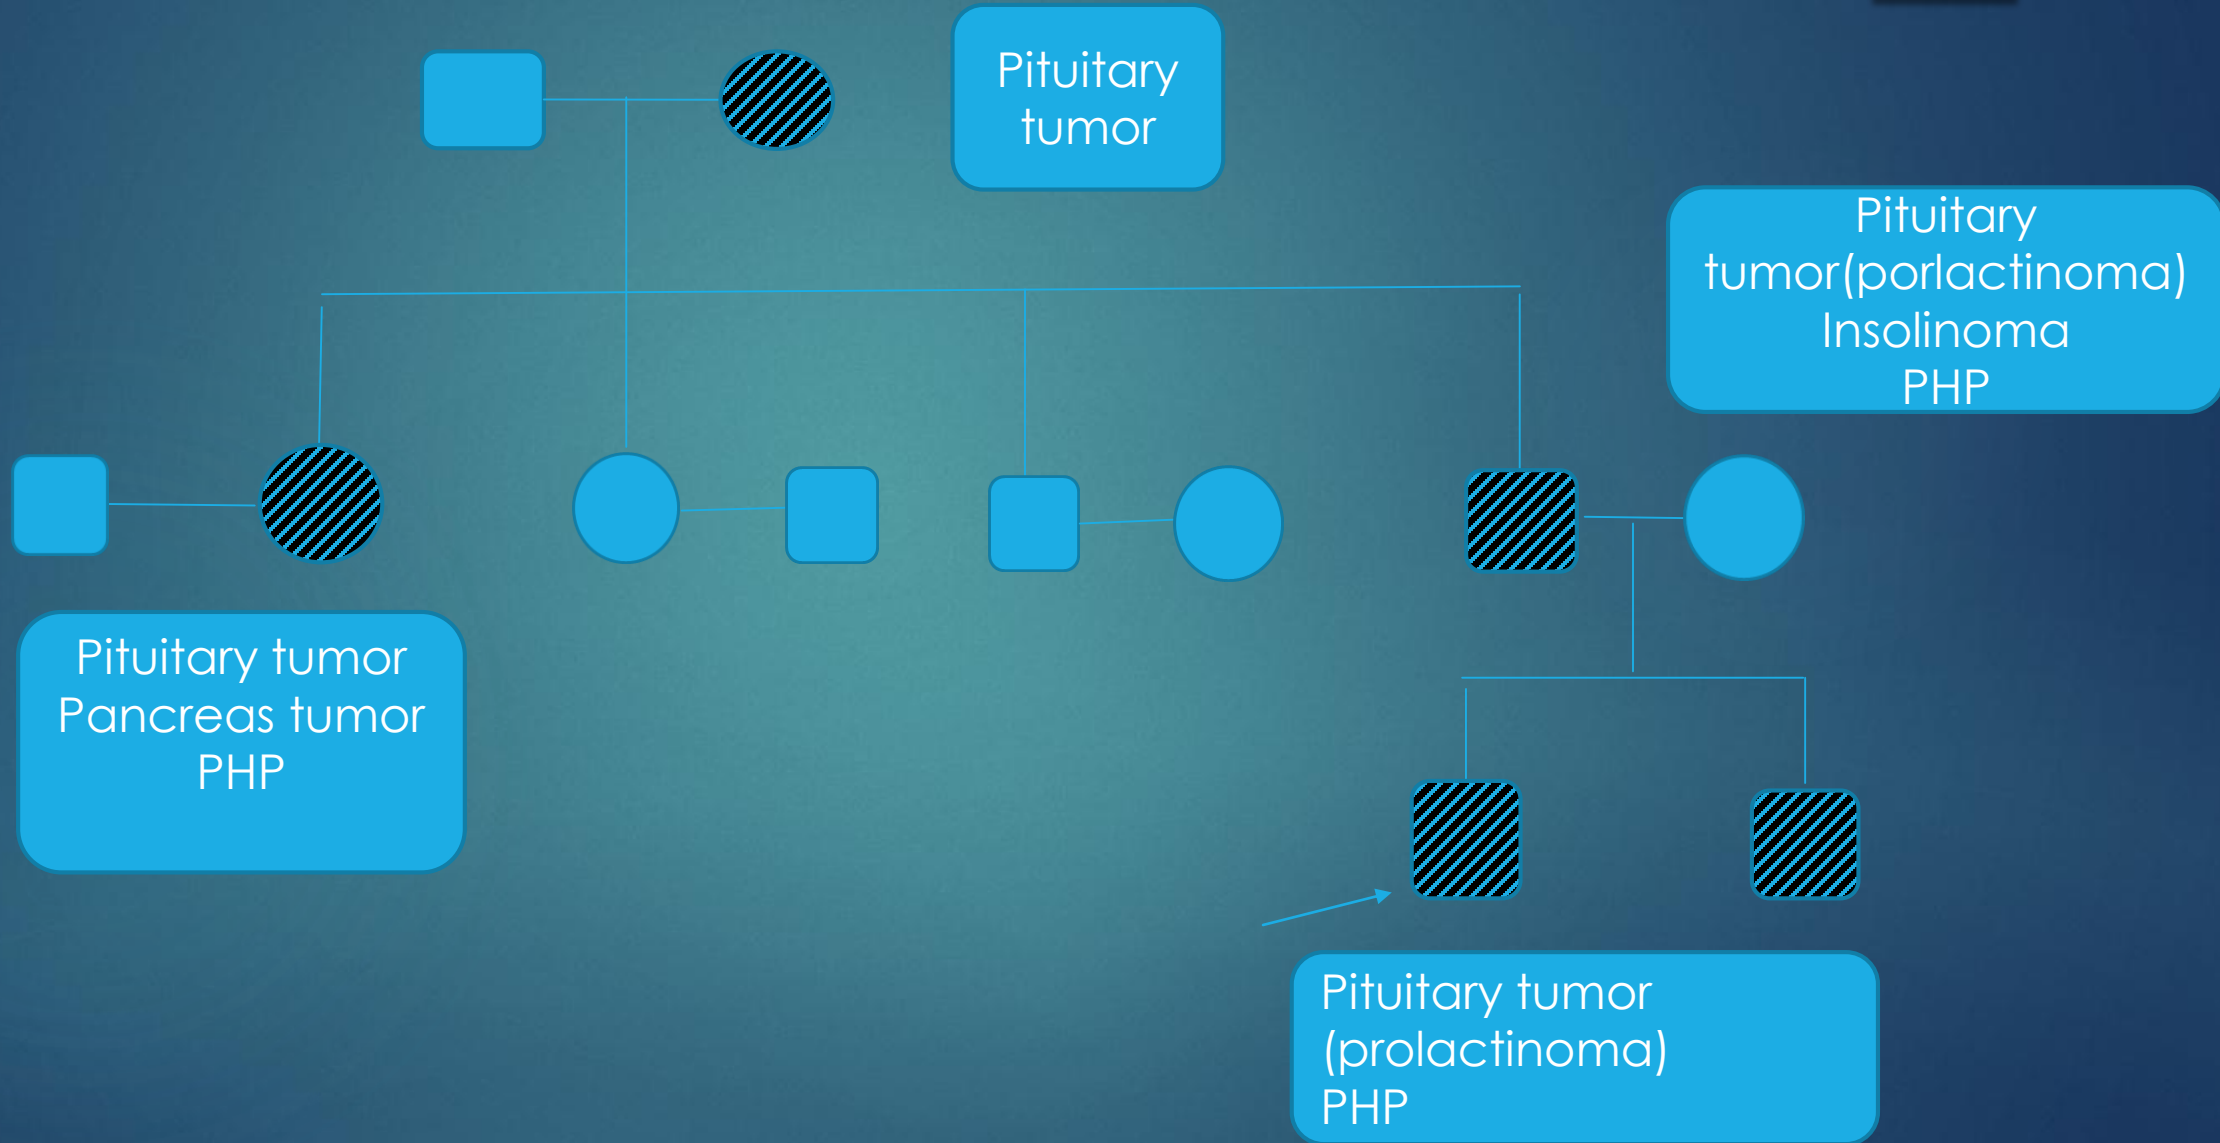 Pituitary
tumor
Pituitary
tumor(porlactinoma)
Insolinoma
PHP
Pituitary tumor
Pancreas tumor
PHP
Pituitary tumor
(prolactinoma)
PHP